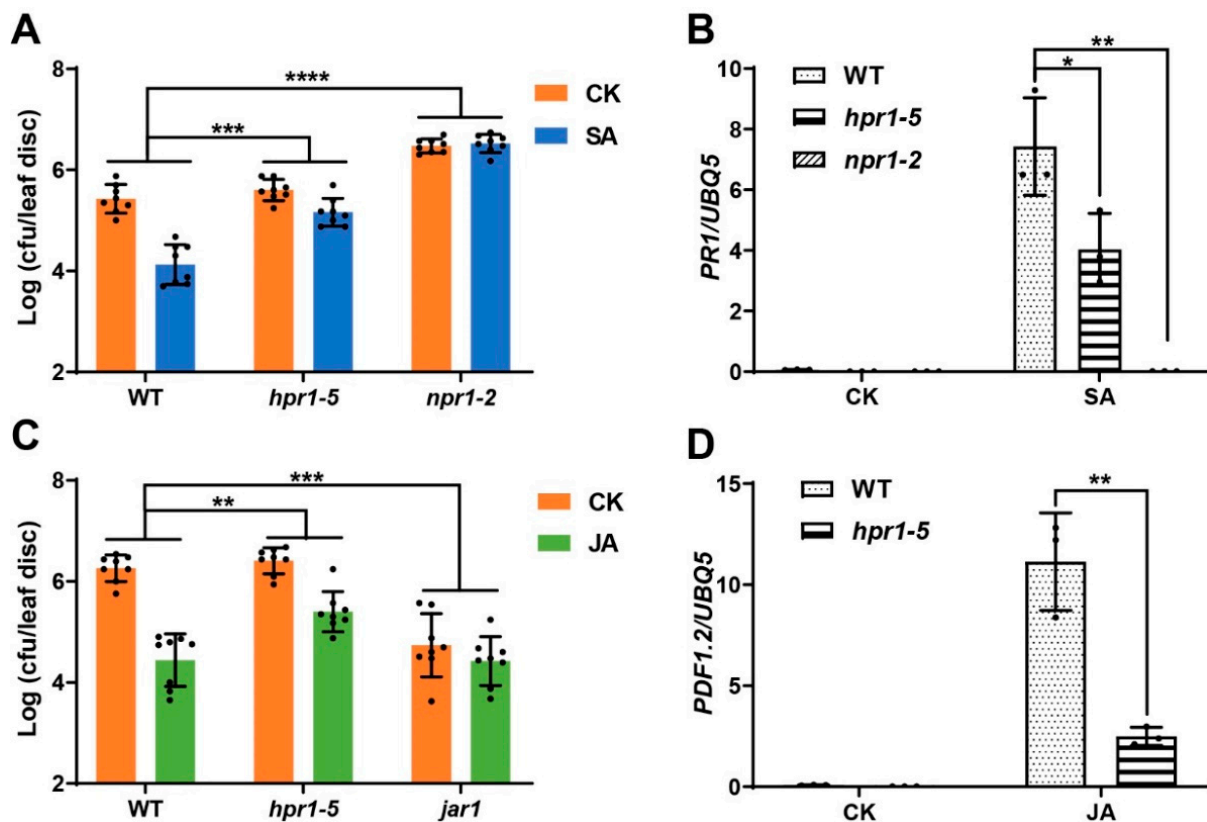 A
Log (cfu/leaf disc)
8
6
4
2
****
***
CK
SA
WT
hpr1-5
npr1-2
B
PR1/UBQ5
10
8
6
4
2
0
WT
hpr1-5
npr1-2
**
*
CK
SA
C
Log (cfu/leaf disc)
8
6
4
2
***
**
CK
JA
WT
hpr1-5
jar1
D
PDF1.2/UBQ5
15
10
5
0
WT
hpr1-5
**
CK
JA